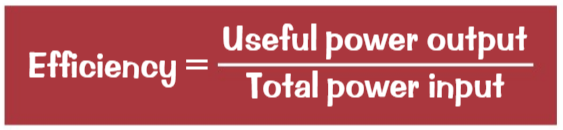 Efficiency = Useful power output
Total power input